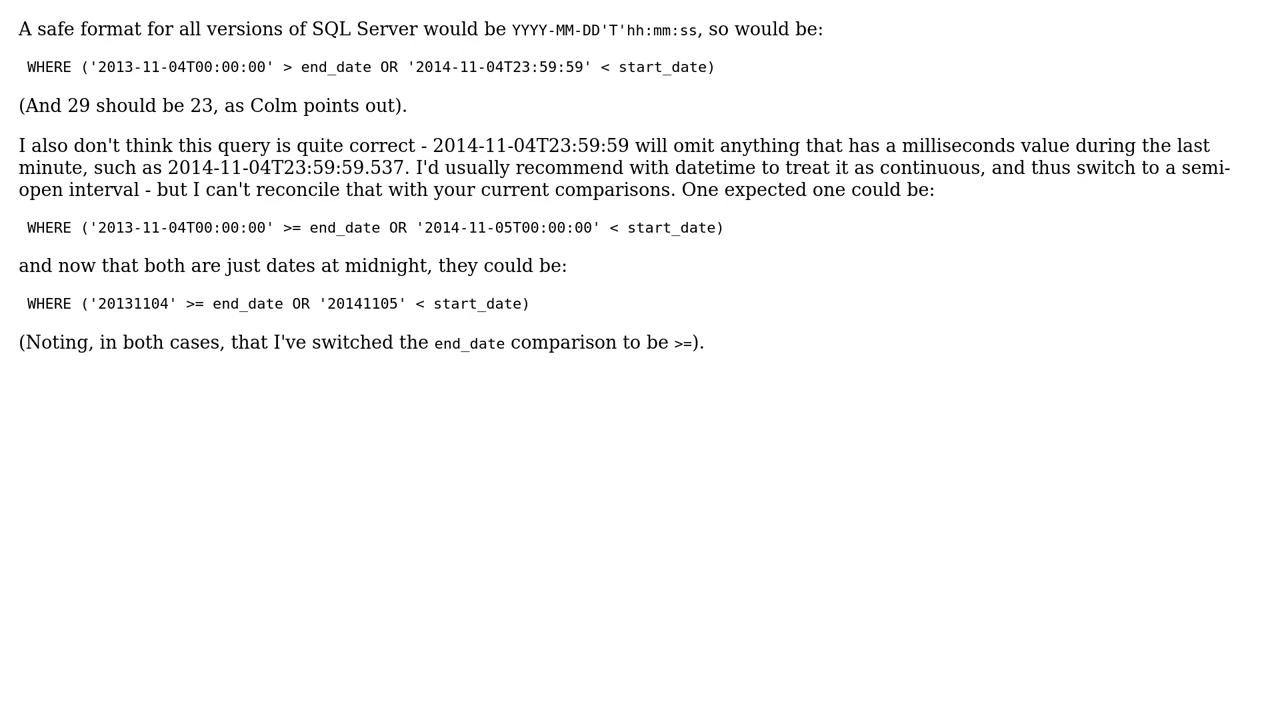 A safe format for all versions of SQL Server would be YYYY-MM-DD'T'hh:mm:ss, so would be:
WHERE ('2013-11-04T00:00:00' > end_date OR '2014-11-04T23:59:59' < start_date)
(And 29 should be 23, as Colm points out).
I also don't think this query is quite correct - 2014-11-04T23:59:59 will omit anything that has a milliseconds value during the last
minute, such as 2014-11-04T23:59:59.537. I'd usually recommend with datetime to treat it as continuous, and thus switch to a semi-
open interval - but I can't reconcile that with your current comparisons. One expected one could be:
WHERE ('2013-11-04T00:00:00' >= end_date OR '2014-11-05T00:00:00' < start_date)
and now that both are just dates at midnight, they could be:
WHERE ('20131104' >= end_date OR '20141105' < start_date)
(Noting, in both cases, that I've switched the end_date comparison to be >=).